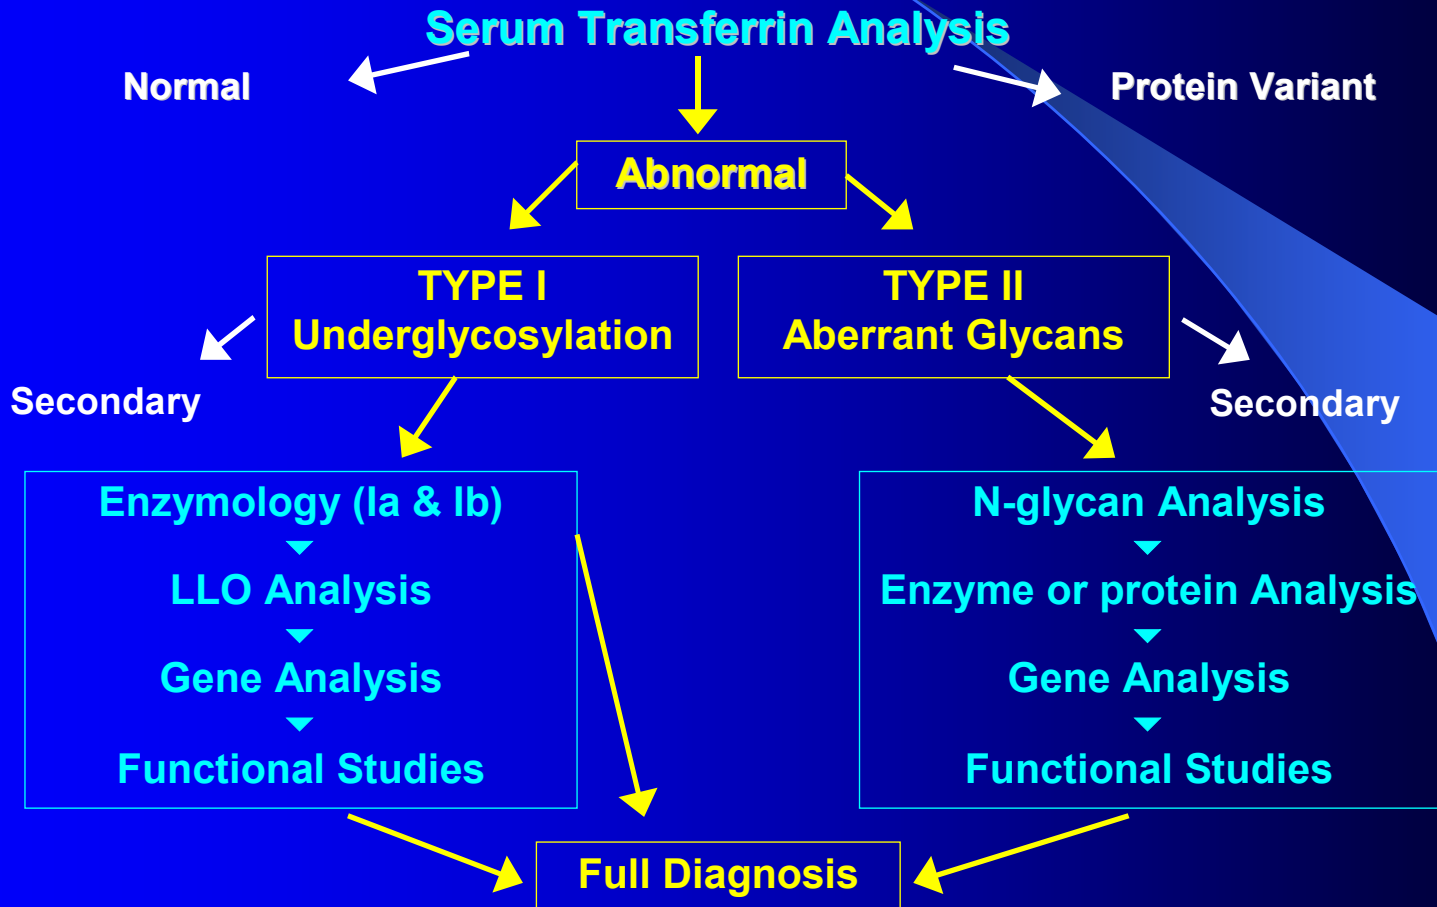 Serum Transferrin Analysis
Normal
Protein Variant
Abnormal
TYPE I
Underglycosylation
TYPE II
Aberrant Glycans
Secondary
Secondary
Enzymology (Ia & Ib)
LLO Analysis
Gene Analysis
Functional Studies
N-glycan Analysis
Enzyme or protein Analysis
Gene Analysis
Functional Studies
Full Diagnosis